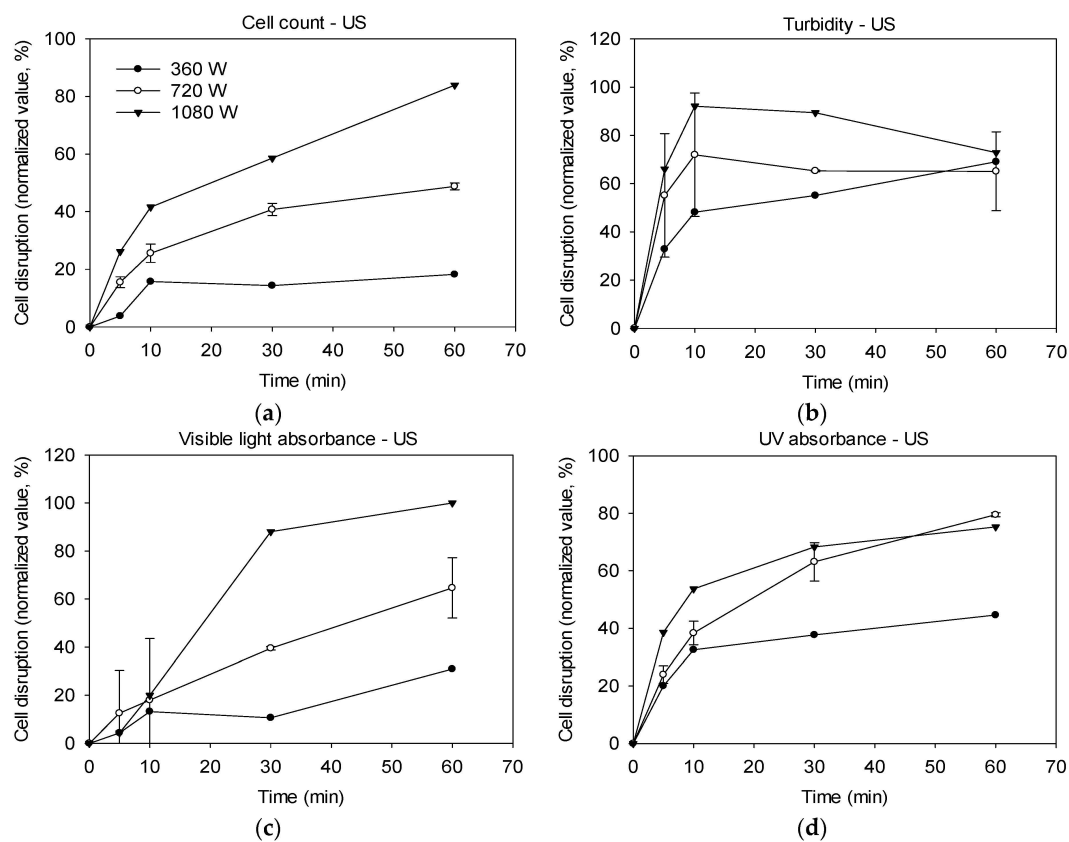 Cell count - US
Cell disruption (normalized value, %)
100
80
60
40
20
0
360 W
720 W
1080 W
0 10 20 30 40 50 60 70
Time (min)
(a)
Turbidity - US
Cell disruption (normalized value, %)
120
100
80
60
40
20
0
0 10 20 30 40 50 60 70
Time (min)
(b)
Visible light absorbance - US
Cell disruption (normalized value, %)
120
100
80
60
40
20
0
0 10 20 30 40 50 60 70
Time (min)
(c)
UV absorbance - US
Cell disruption (normalized value, %)
100
80
60
40
20
0
0 10 20 30 40 50 60 70
Time (min)
(d)